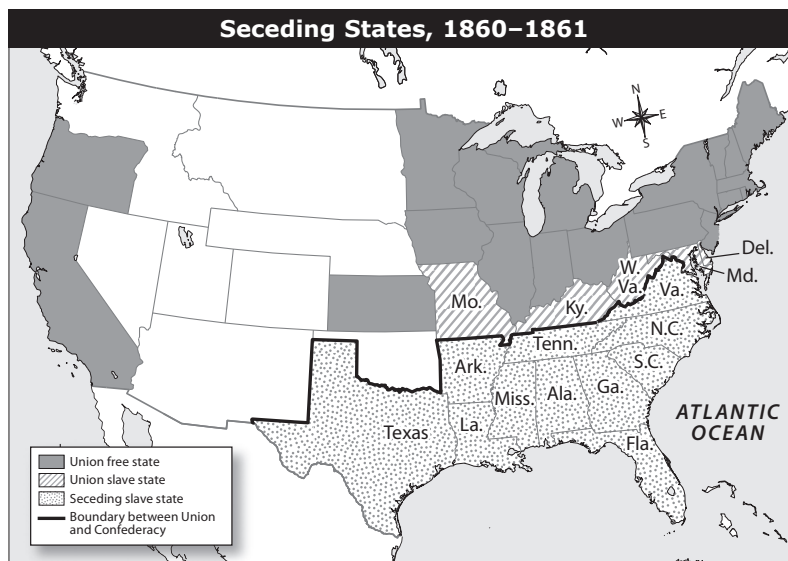 Seceding States, 1860–1861
N
W
E
S
Del.
Md.
W.
Va.
Va.
Mo.
Ky.
N.C.
Tenn.
S.C.
Ark.
Miss.
Ala.
Ga.
Texas
La.
Fla.
ATLANTIC
OCEAN
Union free state
Union slave state
Seceding slave state
Boundary between Union
and Confederacy